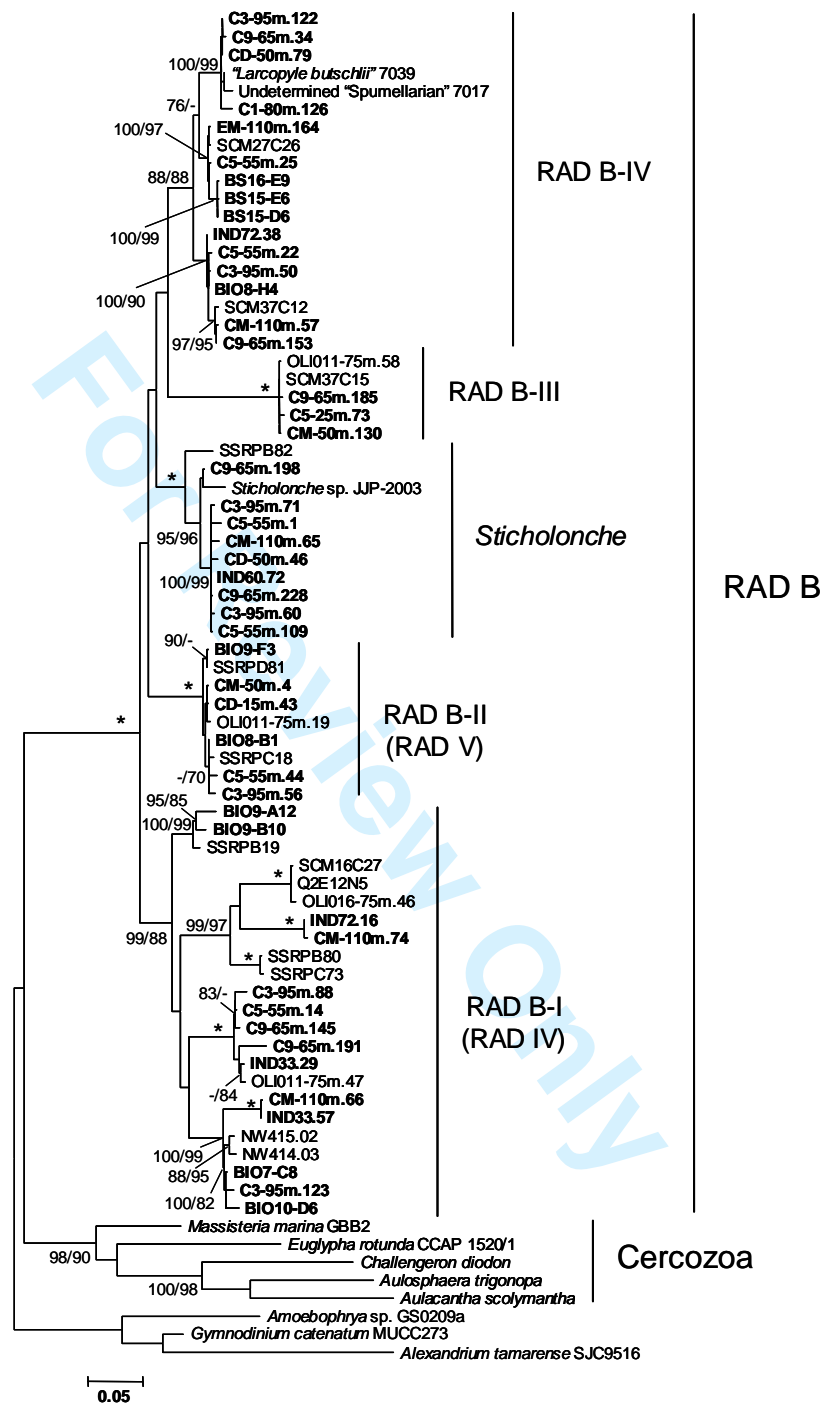 C3-95m.122
C9-65m.34
CD-50m.79
100/99
"Larcopyle butschlii" 7039
Undetermined "Spumellarian" 7017
76/-
C1-80m.126
100/97
EM-110m.164
SCM27C26
C5-55m.25
RAD B-IV
88/88
BS16-E9
BS15-E6
BS15-D6
100/99
IND72.38
C5-55m.22
C3-95m.50
BIO8-H4
100/90
SCM37C12
CM-110m.57
97/95
C9-65m.153
OLI011-75m.58
SCM37C15
*
C9-65m.185
RAD B-III
C5-25m.73
CM-50m.130
SSRPB82
C9-65m.198
*
Sticholonche sp. JJP-2003
C3-95m.71
C5-55m.1
95/96
CM-110m.65
Sticholonche
CD-50m.46
100/99
IND60.72
RAD B
C9-65m.228
C3-95m.60
C5-55m.109
90/-
BIO9-F3
SSRPD81
*
CM-50m.4
CD-15m.43
OLI011-75m.19
RAD B-II
(RAD V)
*
BIO8-B1
SSRPC18
-/70
C5-55m.44
C3-95m.56
95/85
BIO9-A12
100/99
BIO9-B10
SSRPB19
SCM16C27
*
Q2E12N5
OLI016-75m.46
*
IND72.16
99/97
CM-110m.74
99/88
*
SSRPB80
SSRPC73
83/-
C3-95m.88
C5-55m.14
RAD B-I
(RAD IV)
*
C9-65m.145
C9-65m.191
IND33.29
OLI011-75m.47
-/84
*
CM-110m.66
IND33.57
NW415.02
100/99
NW414.03
88/95
BIO7-C8
C3-95m.123
100/82
BIO10-D6
Massisteria marina GBB2
Euglypha rotunda CCAP 1520/1
98/90
Challengeron diodon
Cercozoa
Aulosphaera trigonopa
100/98
Aulacantha scolymantha
Amoebophrya sp. GS0209a
Gymnodinium catenatum MUCC273
Alexandrium tamarense SJC9516
0.05
For Review Only